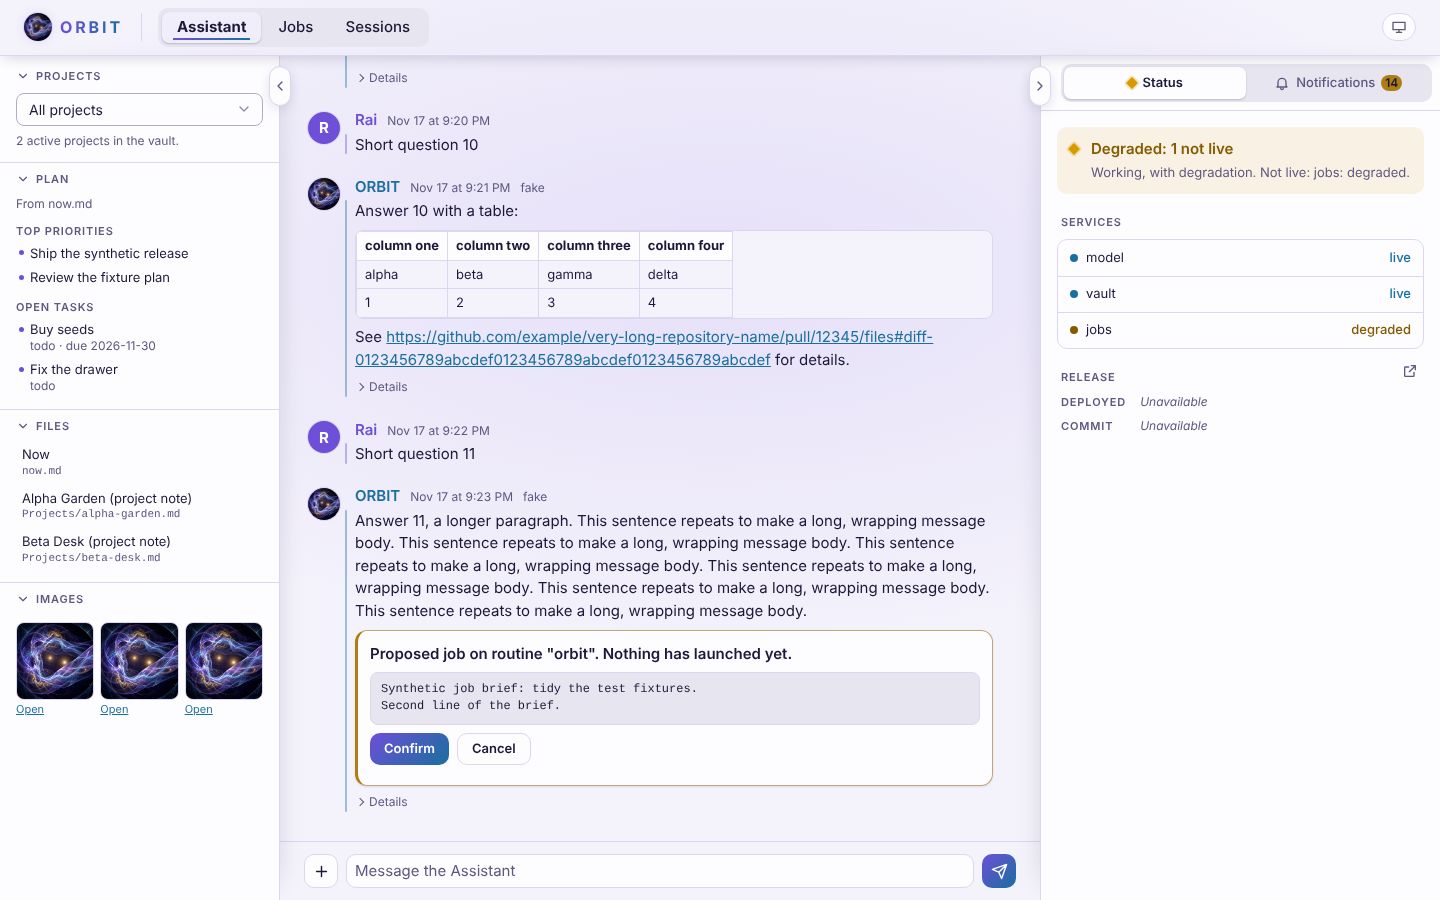 ORBIT
Assistant
Jobs
Sessions
PROJECTS
All projects
2 active projects in the vault.
PLAN
From now.md
TOP PRIORITIES
Ship the synthetic release
Review the fixture plan
OPEN TASKS
Buy seeds
todo · due 2026-11-30
Fix the drawer
todo
FILES
Now
now.md
Alpha Garden (project note)
Projects/alpha-garden.md
Beta Desk (project note)
Projects/beta-desk.md
IMAGES
Open Open Open
Details
R
Rai Nov 17 at 9:20 PM
Short question 10
ORBIT Nov 17 at 9:21 PM fake
Answer 10 with a table:
column one column two column three column four
alpha beta gamma delta
1 2 3 4
See https://github.com/example/very-long-repository-name/pull/12345/files#diff-
0123456789abcdef0123456789abcdef0123456789abcdef for details.
Details
R
Rai Nov 17 at 9:22 PM
Short question 11
ORBIT Nov 17 at 9:23 PM fake
Answer 11, a longer paragraph. This sentence repeats to make a long, wrapping message
body. This sentence repeats to make a long, wrapping message body. This sentence
repeats to make a long, wrapping message body. This sentence repeats to make a long,
wrapping message body. This sentence repeats to make a long, wrapping message body.
This sentence repeats to make a long, wrapping message body.
Proposed job on routine "orbit". Nothing has launched yet.
Synthetic job brief: tidy the test fixtures.
Second line of the brief.
Confirm Cancel
Details
Message the Assistant
Status
Notifications 14
Degraded: 1 not live
Working, with degradation. Not live: jobs: degraded.
SERVICES
model live
vault live
jobs degraded
RELEASE
DEPLOYED Unavailable
COMMIT Unavailable